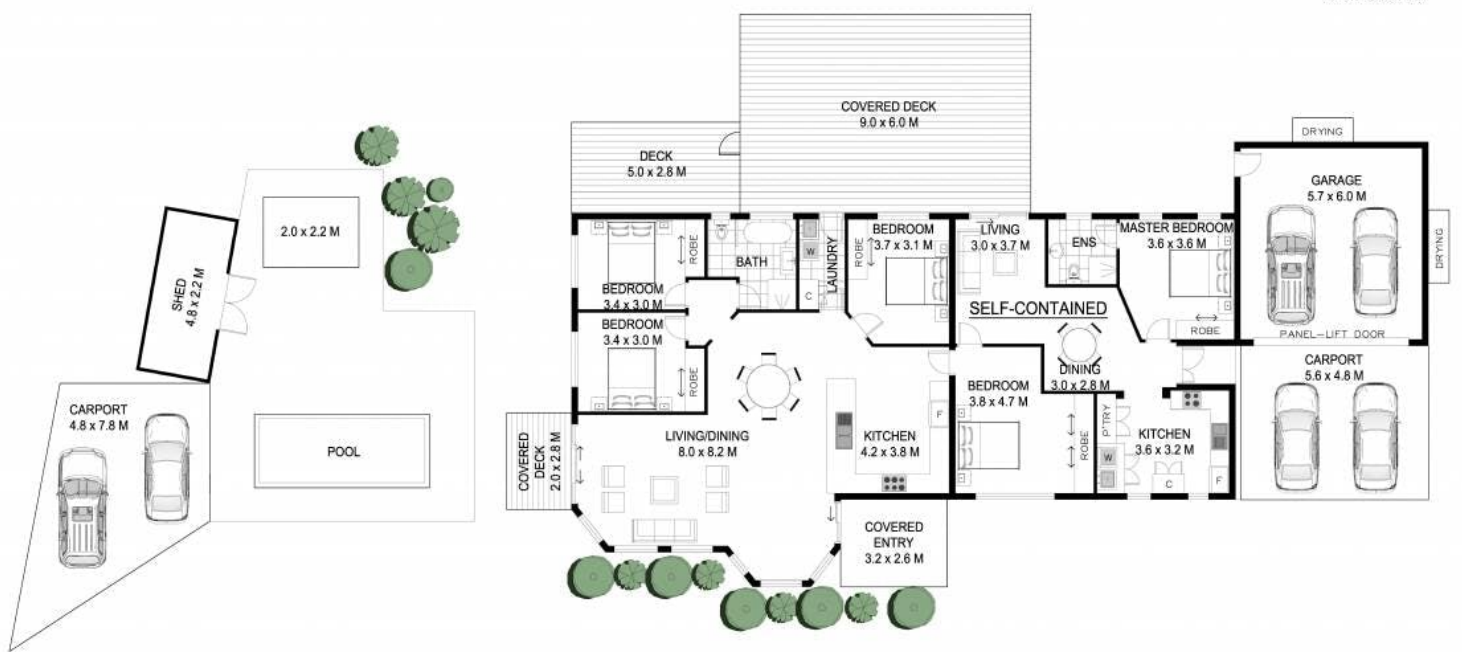 COVERED DECK
9.0 x 6.0 M
DRYING
DECK
5.0 x 2.8 M
GARAGE
5.7 x 6.0 M
DRYING
2.0 x 2.2 M
SHED
4.8 x 2.2 M
ROBE
BATH
W
LAUNDRY
C
BEDROOM
3.7 x 3.1 M
ROBE
LIVING
3.0 x 3.7 M
ENS
MASTER BEDROOM
3.6 x 3.6 M
BEDROOM
3.4 x 3.0 M
BEDROOM
3.4 x 3.0 M
ROBE
SELF-CONTAINED
ROBE
PANEL-LIFT DOOR
CARPORT
5.6 x 4.8 M
DINING
3.0 x 2.8 M
BEDROOM
3.8 x 4.7 M
ROBE
CARPORT
4.8 x 7.8 M
POOL
COVERED
DECK
2.0 x 2.8 M
LIVING/DINING
8.0 x 8.2 M
F
KITCHEN
4.2 x 3.8 M
P'TRY
KITCHEN
3.6 x 3.2 M
W
C
F
COVERED
ENTRY
3.2 x 2.6 M